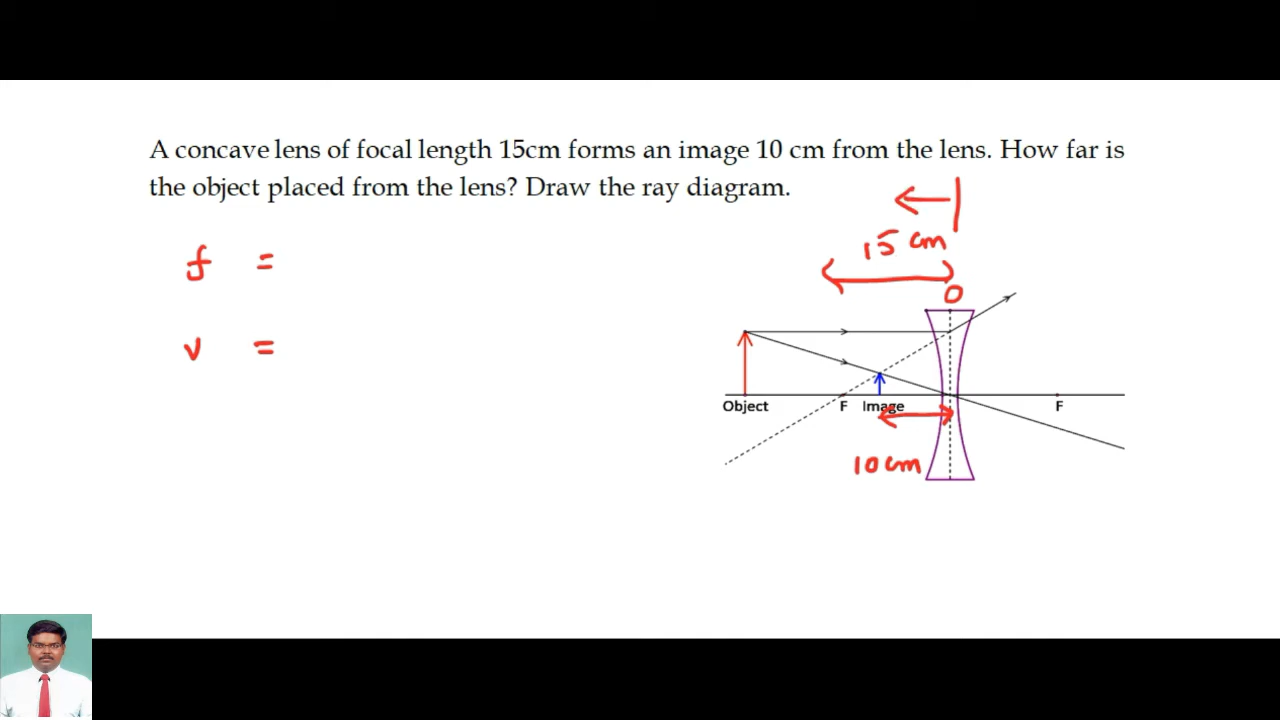 A concave lens of focal length 15cm forms an image 10 cm from the lens. How far is
the object placed from the lens? Draw the ray diagram.
15 cm
f =
O
v =
Object F Image F
10 cm